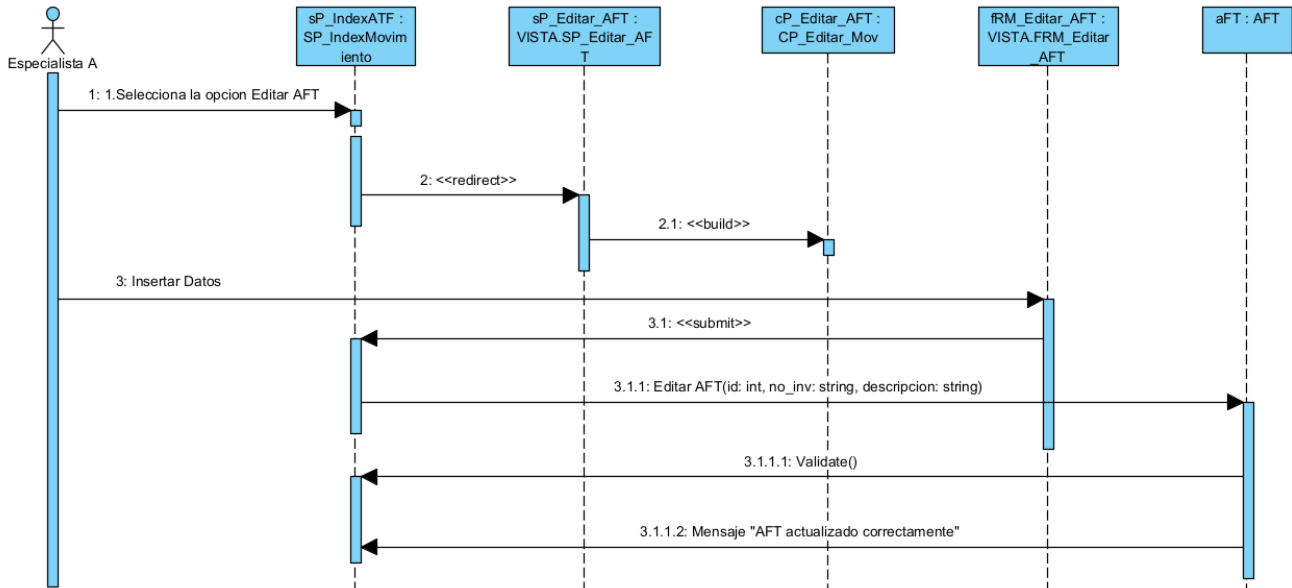 Especialista A
sP_IndexATF :
SP_IndexMovim
iento
sP_Editar_AFT :
VISTA.SP_Editar_AF
T
cP_Editar_AFT :
CP_Editar_Mov
fRM_Editar_AFT :
VISTA.FRM_Editar
_AFT
aFT : AFT
1: 1.Selecciona la opcion Editar AFT
2: <<redirect>>
2.1: <<build>>
3: Insertar Datos
3.1: <<submit>>
3.1.1: Editar AFT(id: int, no_inv: string, descripcion: string)
3.1.1.1: Validate()
3.1.1.2: Mensaje "AFT actualizado correctamente"